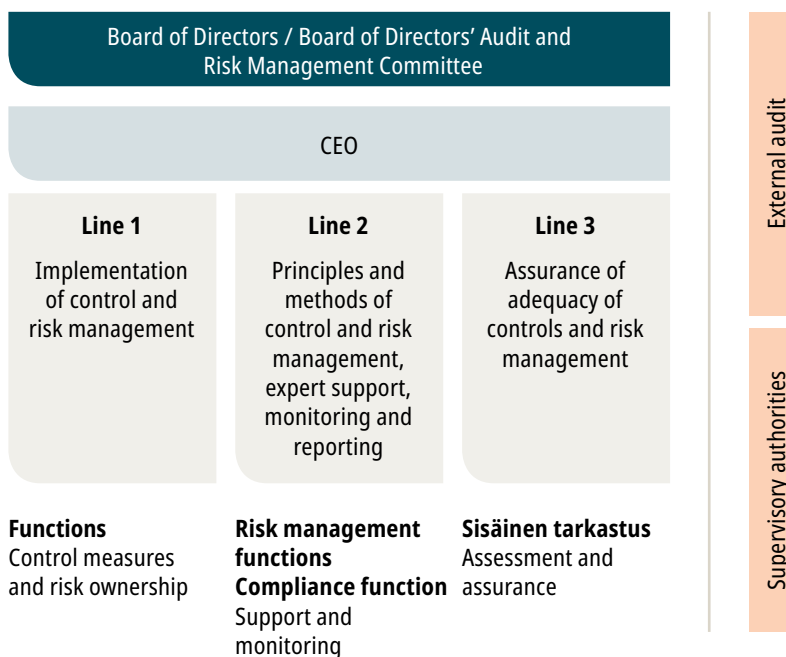 Board of Directors / Board of Directors’ Audit and
Risk Management Committee
CEO
Line 1
Implementation
of control and
risk management
Line 2
Principles and
methods of
control and risk
management,
expert support,
monitoring and
reporting
Line 3
Assurance of
adequacy of
controls and risk
management
Functions
Control measures
and risk ownership
Risk management
functions
Compliance function
Support and
monitoring
Sisäinen tarkastus
Assessment and
assurance
External audit
Supervisory authorities